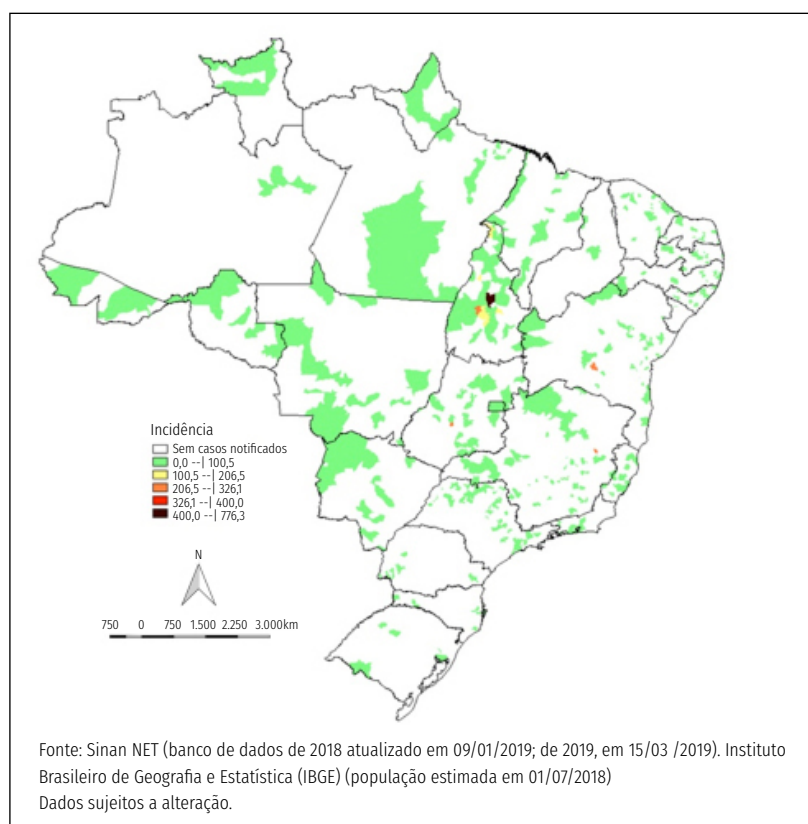 Incidência
Sem casos notificados
0,0 --| 100,5
100,5 --| 206,5
206,5 --| 326,1
326,1 --| 400,0
400,0 --| 776,3
N
750 0 750 1.500 2.250 3.000km
Fonte: Sinan NET (banco de dados de 2018 atualizado em 09/01/2019; de 2019, em 15/03 /2019). Instituto
Brasileiro de Geografia e Estatística (IBGE) (população estimada em 01/07/2018)
Dados sujeitos a alteração.